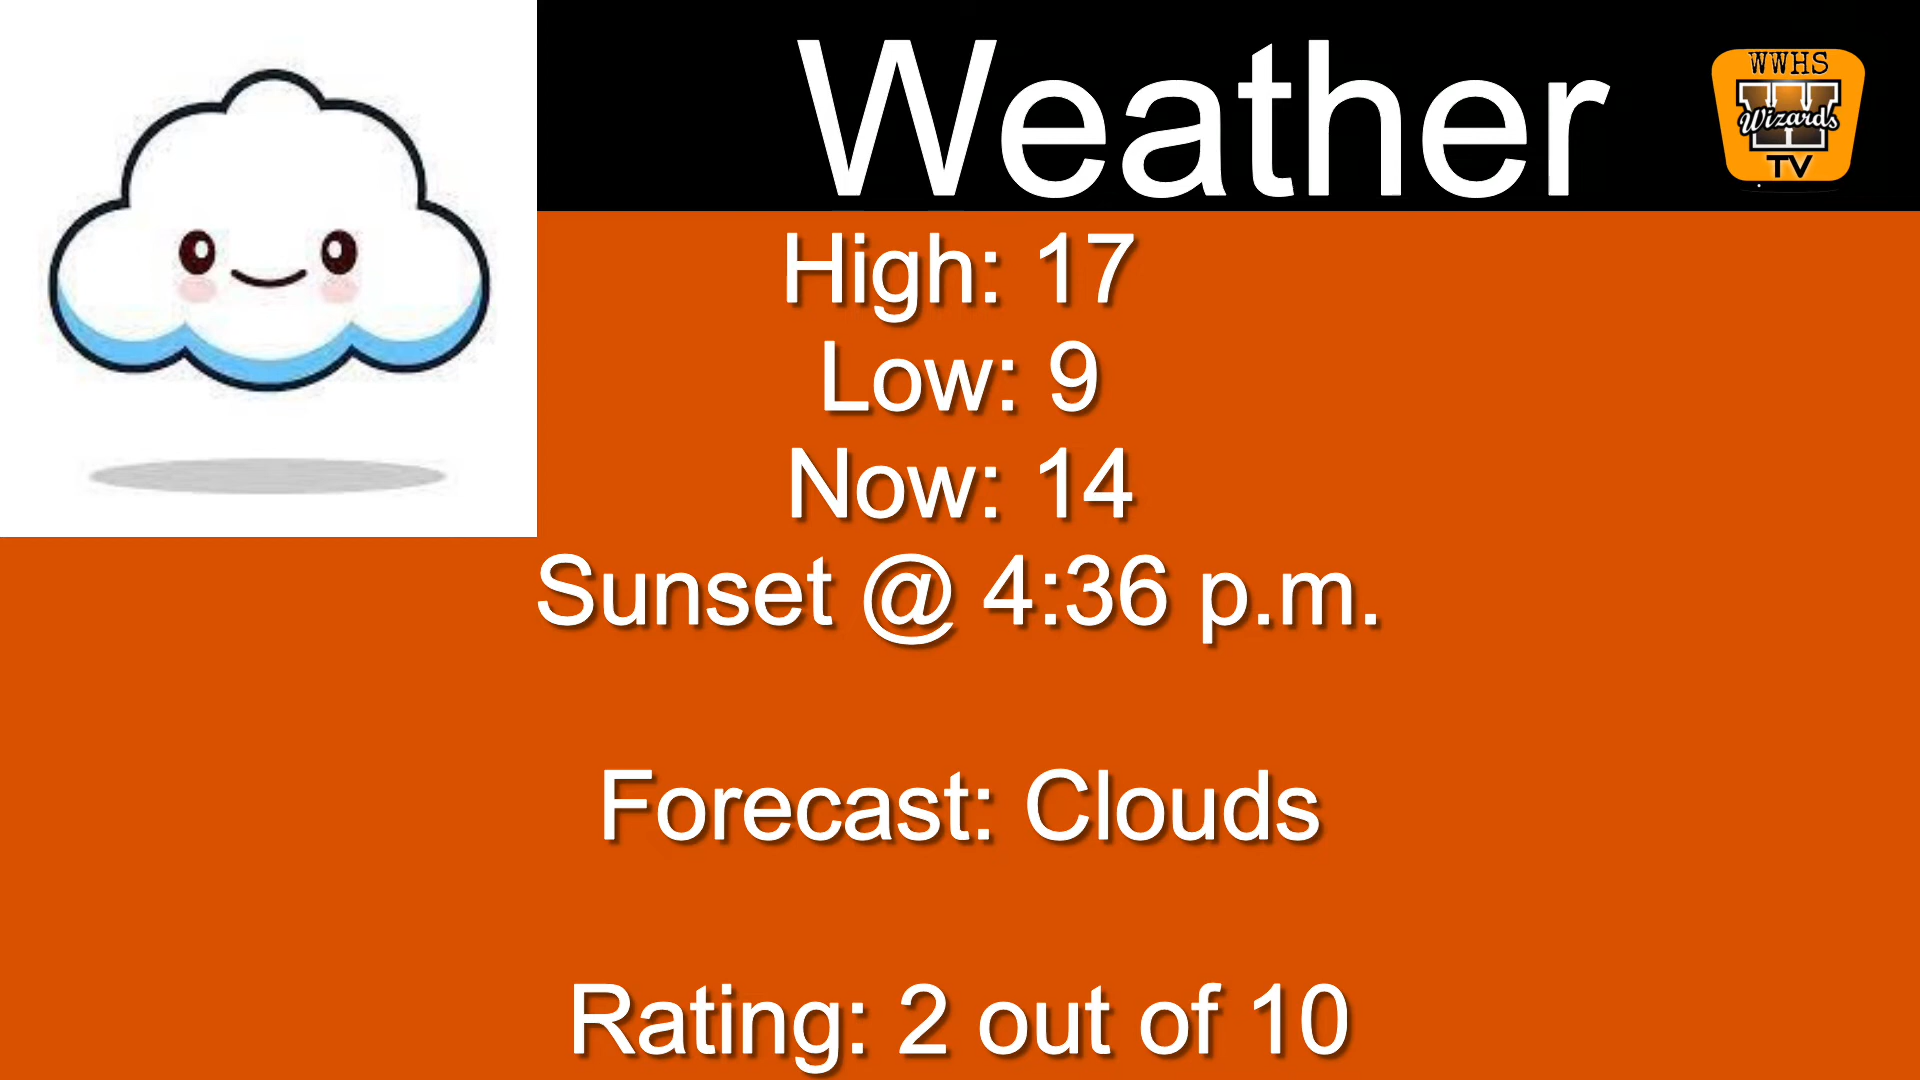 Weather
WWHS
W
Wizards
TV
High: 17
Low: 9
Now: 14
Sunset @ 4:36 p.m.
Forecast: Clouds
Rating: 2 out of 10